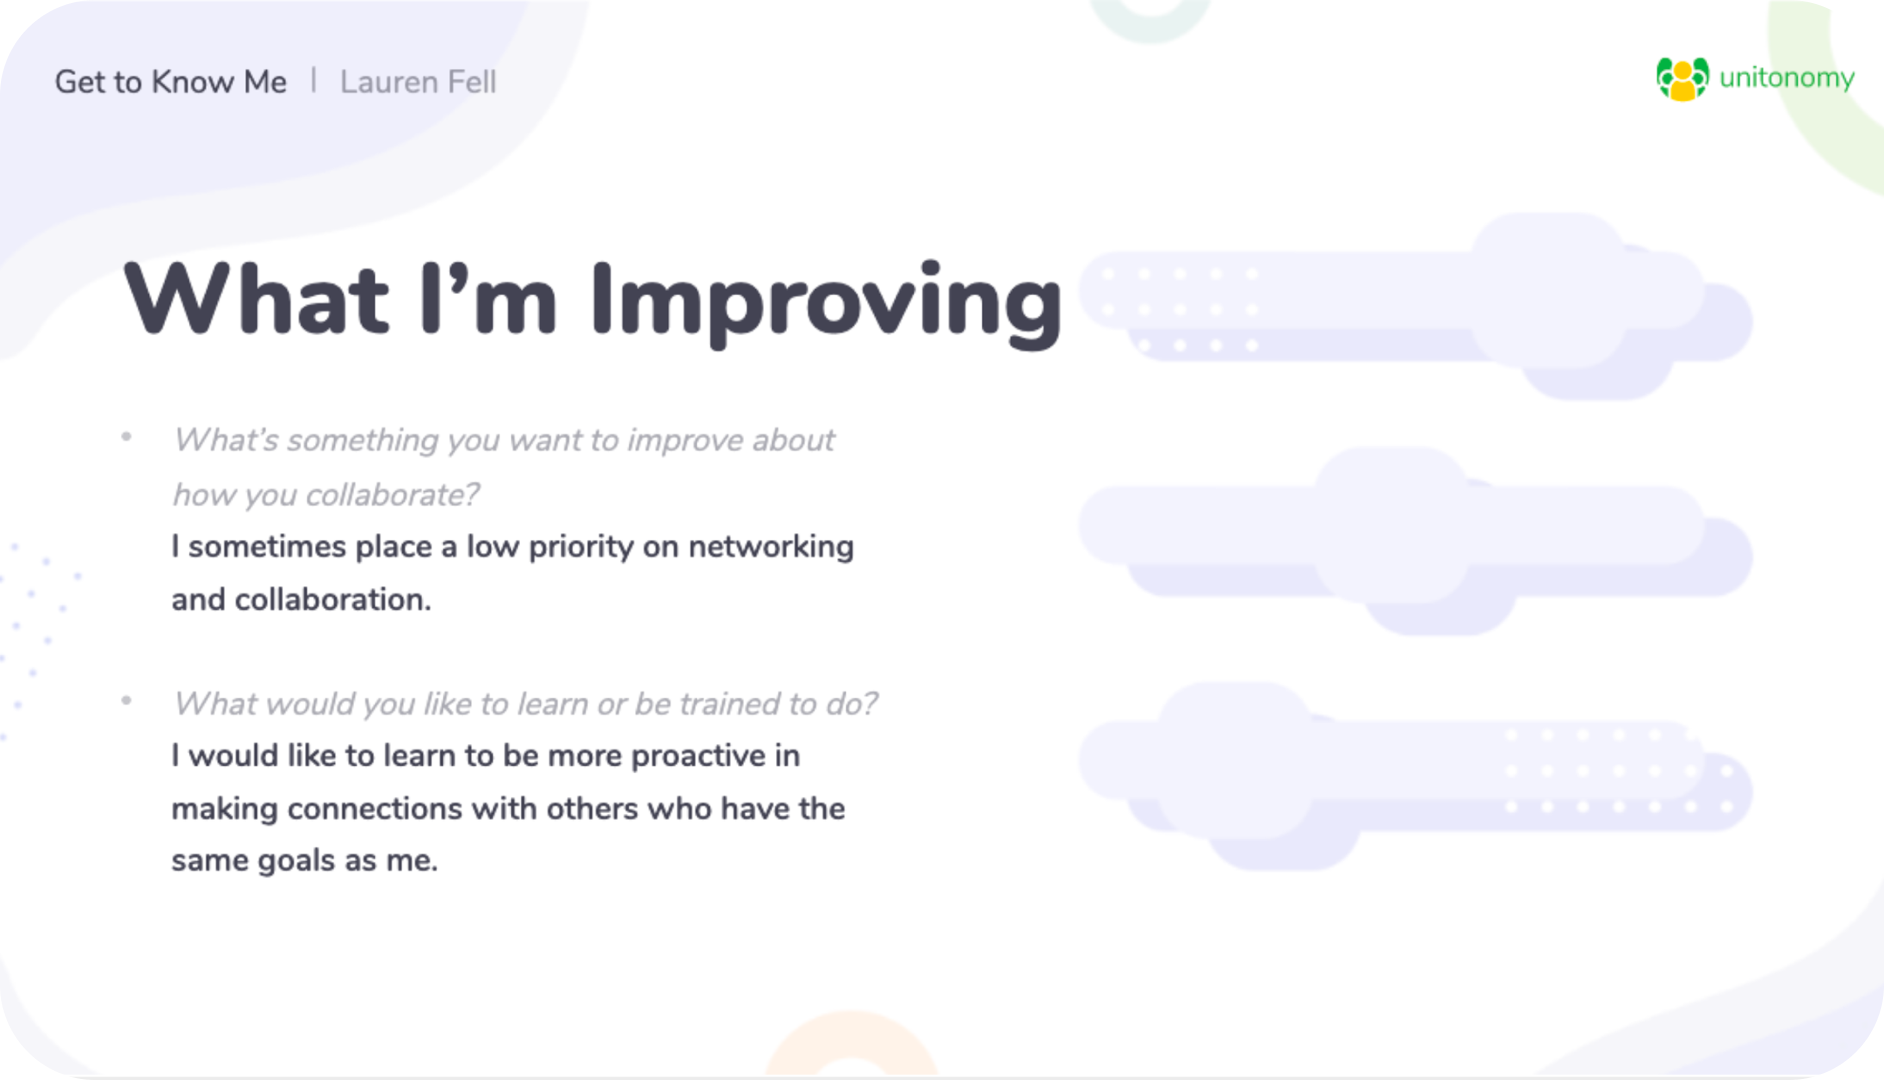 Get to Know Me | Lauren Fell
unitonomy
What I’m Improving
• What’s something you want to improve about
how you collaborate?
I sometimes place a low priority on networking
and collaboration.
• What would you like to learn or be trained to do?
I would like to learn to be more proactive in
making connections with others who have the
same goals as me.